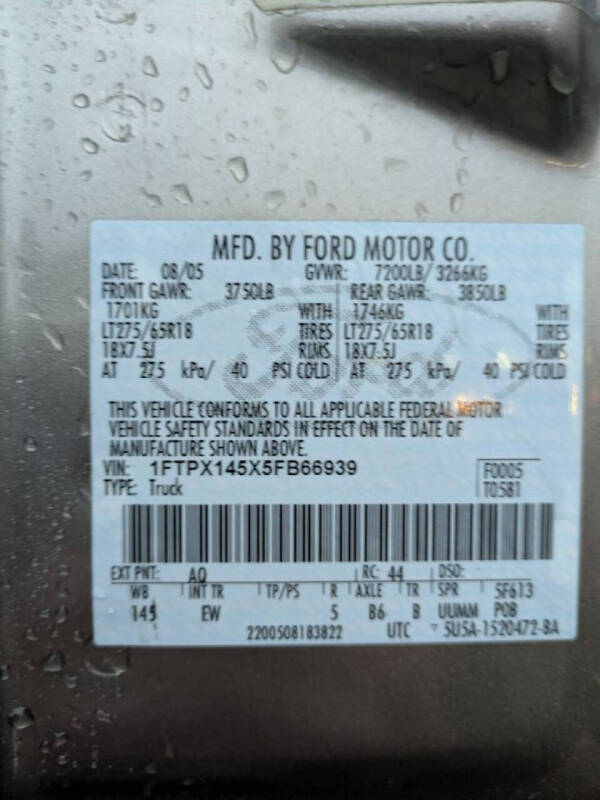 MFD. BY FORD MOTOR CO.
DATE: 08/05 GVWR: 7200LB/ 3266KG
FRONT GAWR: 3750LB REAR GAWR: 3850LB
1701KG WITH 1746KG WITH
LT275/65R18 TIRES LT275/65R18 TIRES
18X7.5J RIMS 18X7.5J RIMS
AT 275 kPa/ 40 PSI COLD AT 275 kPa/ 40 PSI COLD
THIS VEHICLE CONFORMS TO ALL APPLICABLE FEDERAL MOTOR
VEHICLE SAFETY STANDARDS IN EFFECT ON THE DATE OF
MANUFACTURE SHOWN ABOVE.
VIN: 1FTPX145X5FB66939 F0005
TYPE: Truck T0581
EXT PNT: AQ RC: 44 DSO:
WB INT TR TP/PS R AXLE TR SPR 5F613
145 EW 5 B6 B UUMM P08
2200508183822 UTC 5U5A-1520472-BA